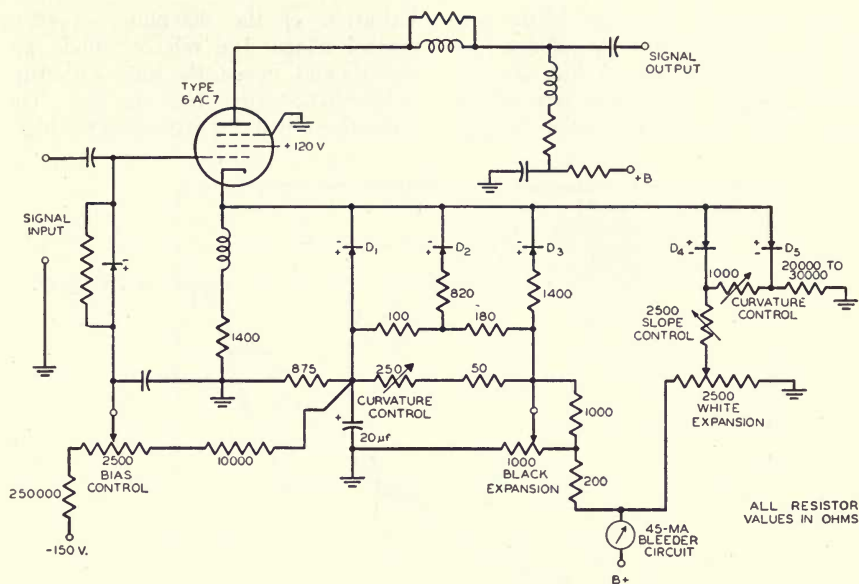 SIGNAL
OUTPUT
TYPE
6AC7
+120 V
+B
SIGNAL
INPUT
D1
D2
D3
D4
D5
820
1400
1000
20000 TO
30000
CURVATURE
CONTROL
2500
SLOPE
CONTROL
100
180
1400
875
250
50
CURVATURE
CONTROL
2500
WHITE
EXPANSION
1000
+
20μf
2500
BIAS
CONTROL
10000
1000
BLACK
EXPANSION
200
250000
-150 V.
45-MA
BLEEDER
CIRCUIT
B+
ALL RESISTOR
VALUES IN OHMS